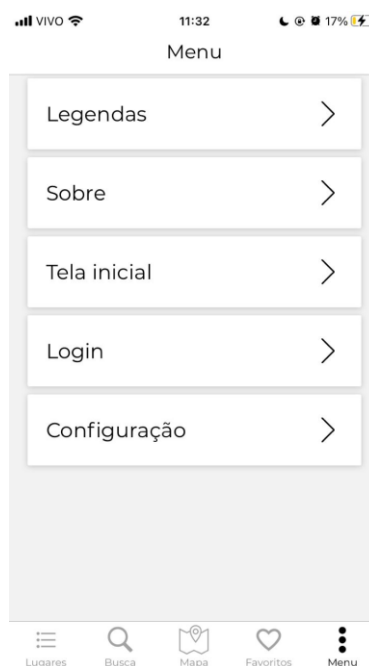 VIVO 11:32 17%
Menu
Legendas
Sobre
Tela inicial
Login
Configuração
Lugares Busca Mapa Favoritos Menu